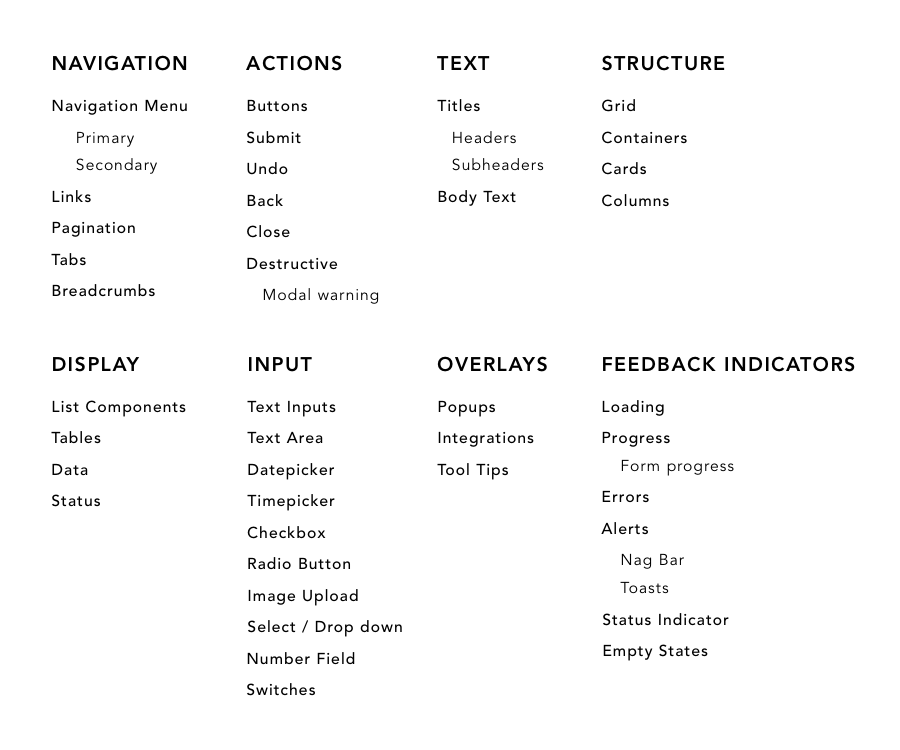 NAVIGATION
Navigation Menu
Primary
Secondary
Links
Pagination
Tabs
Breadcrumbs
ACTIONS
Buttons
Submit
Undo
Back
Close
Destructive
Modal warning
TEXT
Titles
Headers
Subheaders
Body Text
STRUCTURE
Grid
Containers
Cards
Columns
DISPLAY
List Components
Tables
Data
Status
INPUT
Text Inputs
Text Area
Datepicker
Timepicker
Checkbox
Radio Button
Image Upload
Select / Drop down
Number Field
Switches
OVERLAYS
Popups
Integrations
Tool Tips
FEEDBACK INDICATORS
Loading
Progress
Form progress
Errors
Alerts
Nag Bar
Toasts
Status Indicator
Empty States